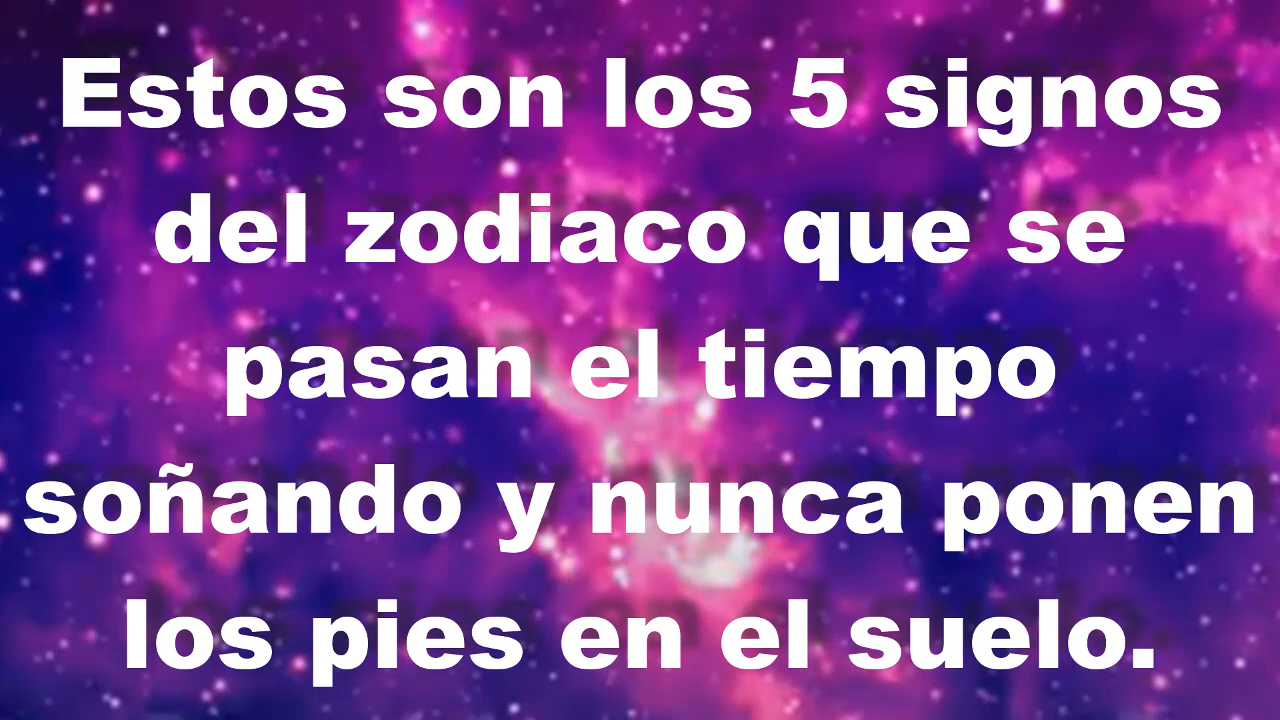 Estos son los 5 signos
del zodiaco que se
pasan el tiempo
soñando y nunca ponen
los pies en el suelo.